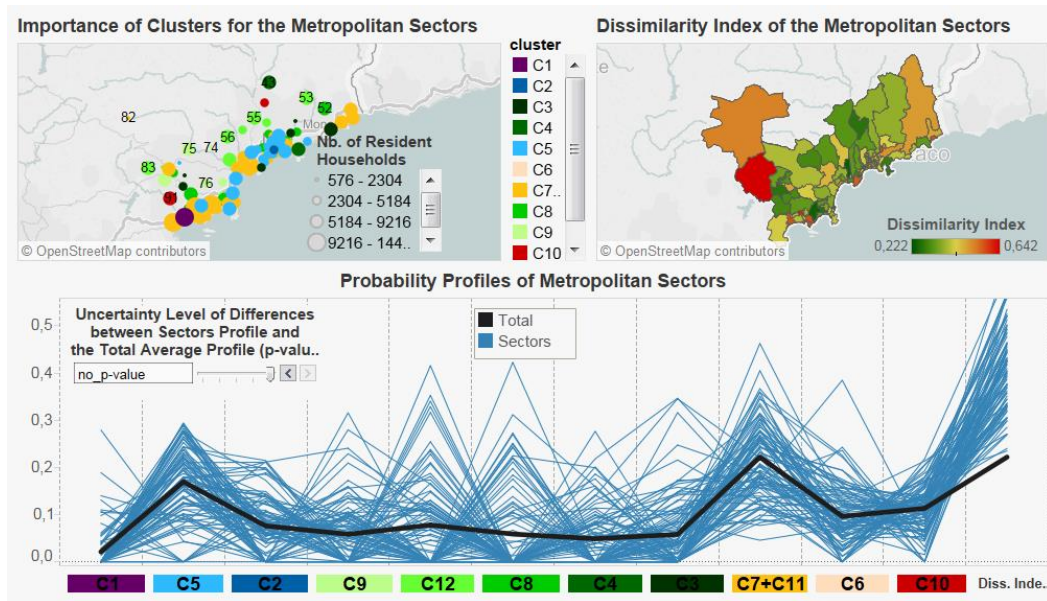 Importance of Clusters for the Metropolitan Sectors
82
83
75
74
76
56
55
53
52
Nb. of Resident
Households
576 - 2304
2304 - 5184
5184 - 9216
9216 - 144..
© OpenStreetMap contributors
cluster
C1
C2
C3
C4
C5
C6
C7..
C8
C9
C10
Dissimilarity Index of the Metropolitan Sectors
aco
Dissimilarity Index
0,222
0,642
© OpenStreetMap contributors
Probability Profiles of Metropolitan Sectors
Uncertainty Level of Differences
between Sectors Profile and
the Total Average Profile (p-valu..
no_p-value
Total
Sectors
0,5
0,4
0,3
0,2
0,1
0,0
C1 C5 C2 C9 C12 C8 C4 C3 C7+C11 C6 C10 Diss. Inde..